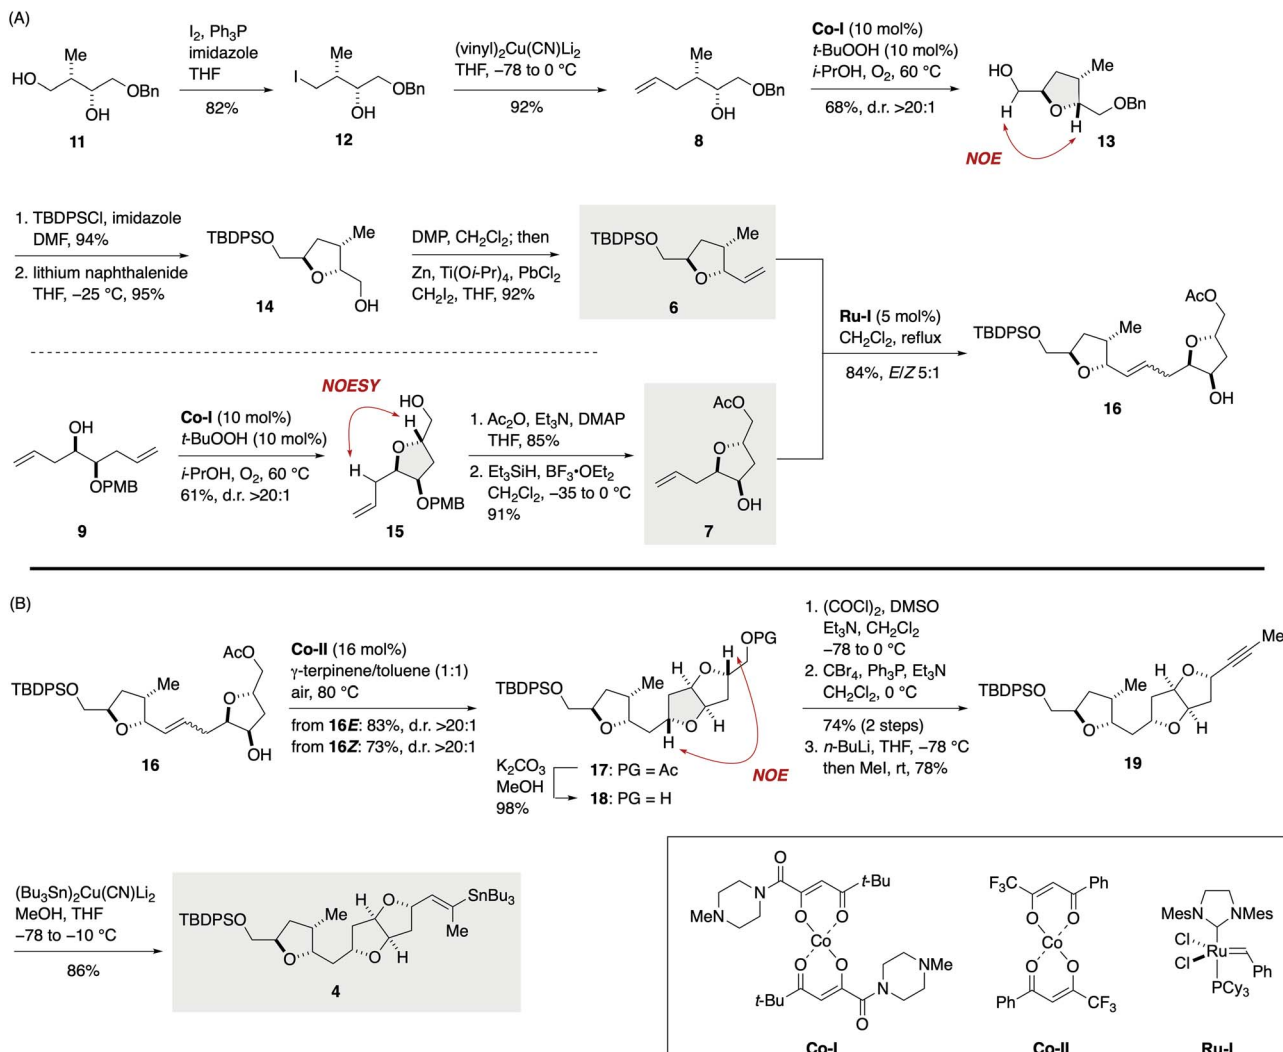 (A)
I2, Ph3P
imidazole
THF
82%
(vinyl)2Cu(CN)Li2
THF, −78 to 0 °C
92%
Co-I (10 mol%)
t-BuOOH (10 mol%)
i-PrOH, O2, 60 °C
68%, d.r. >20:1
HO
Me
OBn
OH
11
I
Me
OBn
OH
12
Me
OBn
OH
8
HO
Me
O
OBn
H
H
NOE
13
1. TBDPSCl, imidazole
DMF, 94%
2. lithium naphthalenide
THF, −25 °C, 95%
TBDPSO
Me
O
OH
14
DMP, CH2Cl2; then
Zn, Ti(Oi-Pr)4, PbCl2
CH2I2, THF, 92%
TBDPSO
Me
O
6
Ru-I (5 mol%)
CH2Cl2, reflux
84%, E/Z 5:1
AcO
TBDPSO
Me
O
O
OH
16
OH
OPMB
9
Co-I (10 mol%)
t-BuOOH (10 mol%)
i-PrOH, O2, 60 °C
61%, d.r. >20:1
NOESY
HO
H
O
H
OPMB
15
1. Ac2O, Et3N, DMAP
THF, 85%
2. Et3SiH, BF3•OEt2
CH2Cl2, −35 to 0 °C
91%
AcO
O
OH
7
(B)
AcO
TBDPSO
Me
O
O
OH
16
Co-II (16 mol%)
γ-terpinene/toluene (1:1)
air, 80 °C
from 16E: 83%, d.r. >20:1
from 16Z: 73%, d.r. >20:1
OPG
H
H
O
TBDPSO
Me
O
O
H
H
NOE
K2CO3
MeOH
98%
17: PG = Ac
18: PG = H
1. (COCl)2, DMSO
Et3N, CH2Cl2
−78 to 0 °C
2. CBr4, Ph3P, Et3N
CH2Cl2, 0 °C
74% (2 steps)
3. n-BuLi, THF, −78 °C
then MeI, rt, 78%
Me
H
O
TBDPSO
Me
O
O
H
19
(Bu3Sn)2Cu(CN)Li2
MeOH, THF
−78 to −10 °C
86%
TBDPSO
Me
H
O
SnBu3
Me
O
O
H
4
O
N
MeN
t-Bu
O
O
Co
O
O
t-Bu
N
NMe
O
Co-I
F3C
Ph
O
O
Co
O
O
Ph
CF3
Co-II
MesN
NMes
Cl
Ru
Cl
Ph
PCy3
Ru-I